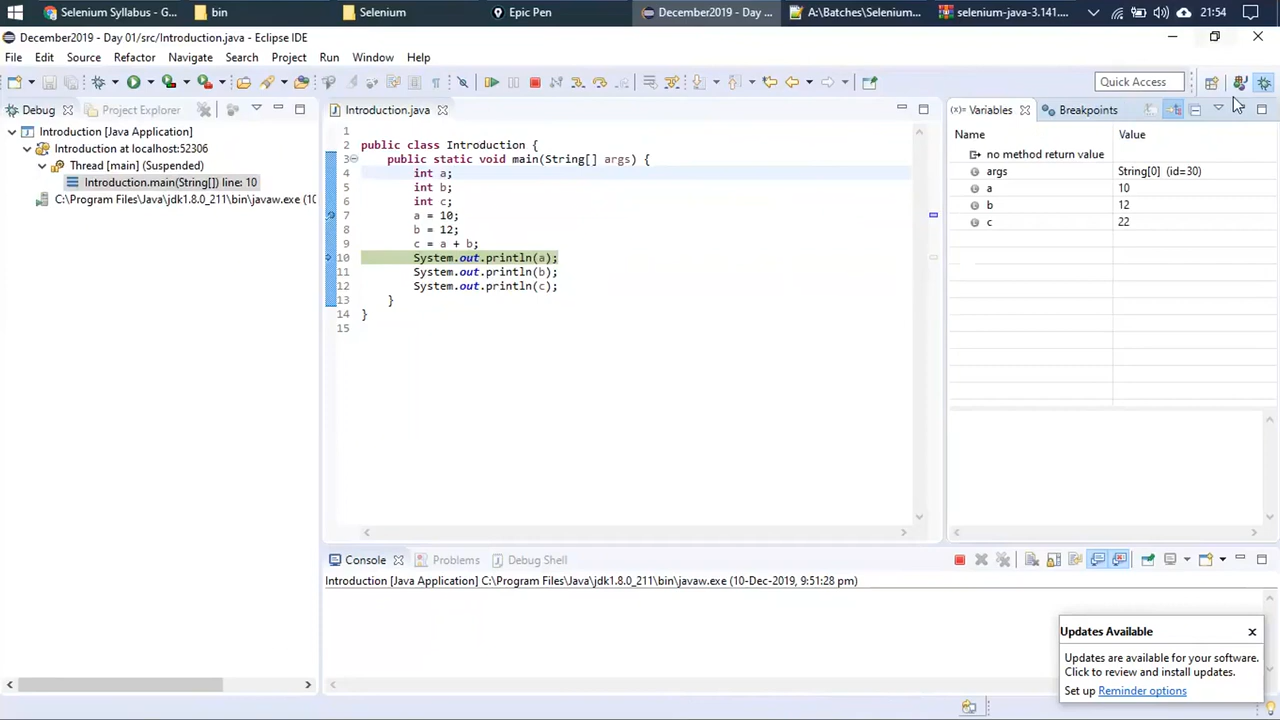 Selenium Syllabus - G...
bin
Selenium
Epic Pen
December2019 - Day ...
A:\Batches\Selenium...
selenium-java-3.141....
21:54
December2019 - Day 01/src/Introduction.java - Eclipse IDE
File Edit Source Refactor Navigate Search Project Run Window Help
Quick Access
Debug
Project Explorer
Introduction [Java Application]
Introduction at localhost:52306
Thread [main] (Suspended)
Introduction.main(String[]) line: 10
C:\Program Files\Java\jdk1.8.0_211\bin\javaw.exe (10
Introduction.java
1
2 public class Introduction {
3 public static void main(String[] args) {
4 int a;
5 int b;
6 int c;
7 a = 10;
8 b = 12;
9 c = a + b;
10 System.out.println(a);
11 System.out.println(b);
12 System.out.println(c);
13 }
14 }
15
(x)= Variables
Breakpoints
Name Value
no method return value
args String[0] (id=30)
a 10
b 12
c 22
Console
Problems
Debug Shell
Introduction [Java Application] C:\Program Files\Java\jdk1.8.0_211\bin\javaw.exe (10-Dec-2019, 9:51:28 pm)
Updates Available
Updates are available for your software.
Click to review and install updates.
Set up Reminder options